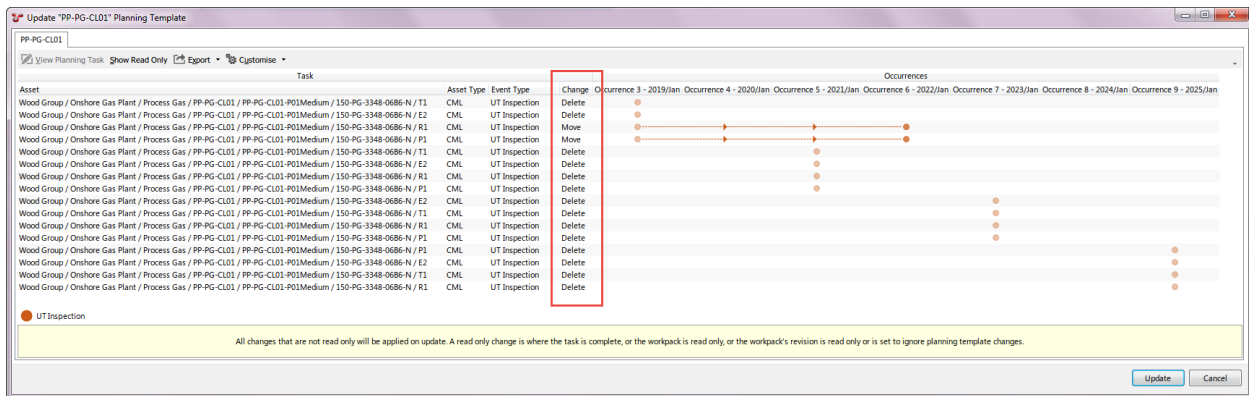 Update "PP-PG-CL01" Planning Template
PP-PG-CL01
View Planning Task Show Read Only Export Customise
Task Occurrences
Asset Asset Type Event Type Change Occurrence 3 - 2019/Jan Occurrence 4 - 2020/Jan Occurrence 5 - 2021/Jan Occurrence 6 - 2022/Jan Occurrence 7 - 2023/Jan Occurrence 8 - 2024/Jan Occurrence 9 - 2025/Jan
Wood Group / Onshore Gas Plant / Process Gas / PP-PG-CL01 / PP-PG-CL01-P01Medium / 150-PG-3348-06B6-N / T1 CML UT Inspection Delete
Wood Group / Onshore Gas Plant / Process Gas / PP-PG-CL01 / PP-PG-CL01-P01Medium / 150-PG-3348-06B6-N / E2 CML UT Inspection Delete
Wood Group / Onshore Gas Plant / Process Gas / PP-PG-CL01 / PP-PG-CL01-P01Medium / 150-PG-3348-06B6-N / R1 CML UT Inspection Move
Wood Group / Onshore Gas Plant / Process Gas / PP-PG-CL01 / PP-PG-CL01-P01Medium / 150-PG-3348-06B6-N / P1 CML UT Inspection Move
Wood Group / Onshore Gas Plant / Process Gas / PP-PG-CL01 / PP-PG-CL01-P01Medium / 150-PG-3348-06B6-N / T1 CML UT Inspection Delete
Wood Group / Onshore Gas Plant / Process Gas / PP-PG-CL01 / PP-PG-CL01-P01Medium / 150-PG-3348-06B6-N / E2 CML UT Inspection Delete
Wood Group / Onshore Gas Plant / Process Gas / PP-PG-CL01 / PP-PG-CL01-P01Medium / 150-PG-3348-06B6-N / R1 CML UT Inspection Delete
Wood Group / Onshore Gas Plant / Process Gas / PP-PG-CL01 / PP-PG-CL01-P01Medium / 150-PG-3348-06B6-N / P1 CML UT Inspection Delete
Wood Group / Onshore Gas Plant / Process Gas / PP-PG-CL01 / PP-PG-CL01-P01Medium / 150-PG-3348-06B6-N / E2 CML UT Inspection Delete
Wood Group / Onshore Gas Plant / Process Gas / PP-PG-CL01 / PP-PG-CL01-P01Medium / 150-PG-3348-06B6-N / T1 CML UT Inspection Delete
Wood Group / Onshore Gas Plant / Process Gas / PP-PG-CL01 / PP-PG-CL01-P01Medium / 150-PG-3348-06B6-N / R1 CML UT Inspection Delete
Wood Group / Onshore Gas Plant / Process Gas / PP-PG-CL01 / PP-PG-CL01-P01Medium / 150-PG-3348-06B6-N / P1 CML UT Inspection Delete
Wood Group / Onshore Gas Plant / Process Gas / PP-PG-CL01 / PP-PG-CL01-P01Medium / 150-PG-3348-06B6-N / P1 CML UT Inspection Delete
Wood Group / Onshore Gas Plant / Process Gas / PP-PG-CL01 / PP-PG-CL01-P01Medium / 150-PG-3348-06B6-N / E2 CML UT Inspection Delete
Wood Group / Onshore Gas Plant / Process Gas / PP-PG-CL01 / PP-PG-CL01-P01Medium / 150-PG-3348-06B6-N / T1 CML UT Inspection Delete
Wood Group / Onshore Gas Plant / Process Gas / PP-PG-CL01 / PP-PG-CL01-P01Medium / 150-PG-3348-06B6-N / R1 CML UT Inspection Delete
UT Inspection
All changes that are not read only will be applied on update. A read only change is where the task is complete, or the workpack is read only, or the workpack's revision is read only or is set to ignore planning template changes.
Update Cancel